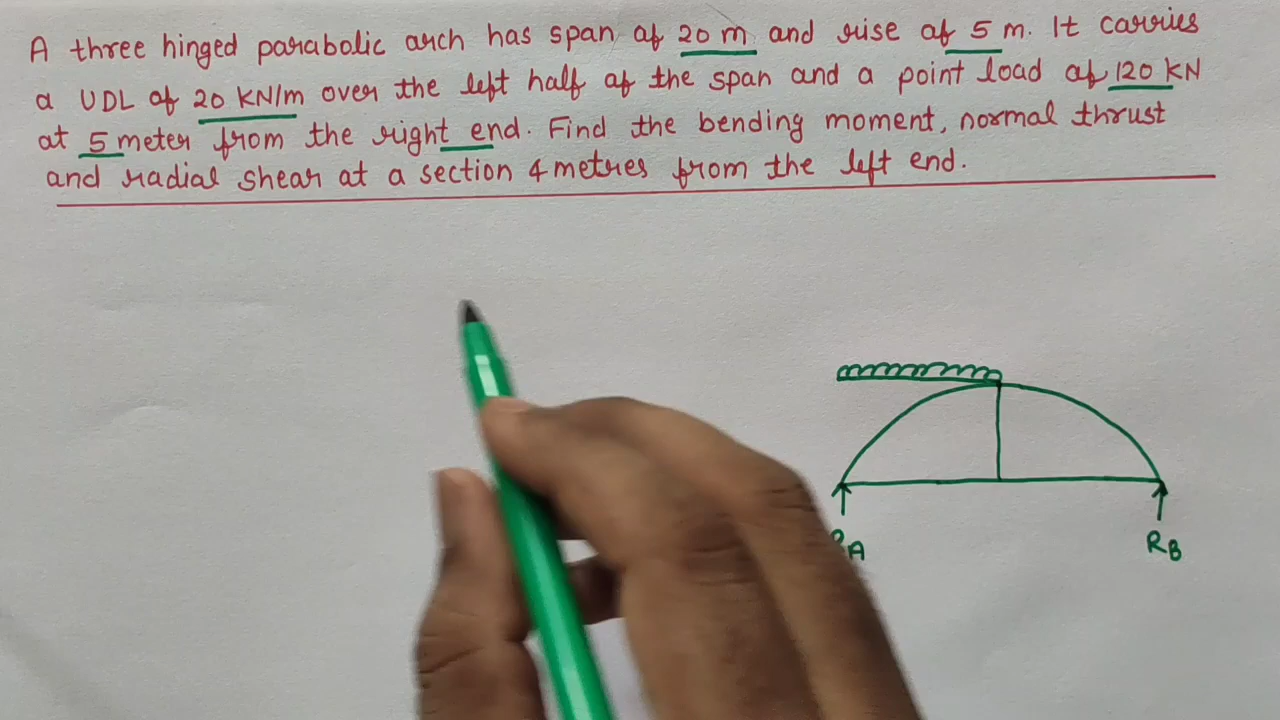 A three hinged parabolic arch has span of 20 m and rise of 5 m. It carries
a UDL of 20 KN/m over the left half of the span and a point load of 120 KN
at 5 meter from the right end. Find the bending moment, normal thrust
and radial shear at a section 4 metres from the left end.
RA RB